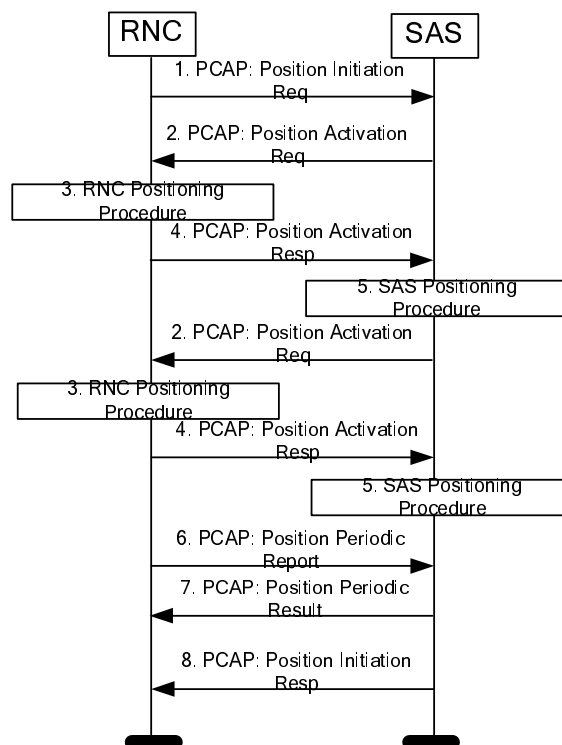 RNC
SAS
1. PCAP: Position Initiation
Req
2. PCAP: Position Activation
Req
3. RNC Positioning
Procedure
4. PCAP: Position Activation
Resp
5. SAS Positioning
Procedure
2. PCAP: Position Activation
Req
3. RNC Positioning
Procedure
4. PCAP: Position Activation
Resp
5. SAS Positioning
Procedure
6. PCAP: Position Periodic
Report
7. PCAP: Position Periodic
Result
8. PCAP: Position Initiation
Resp